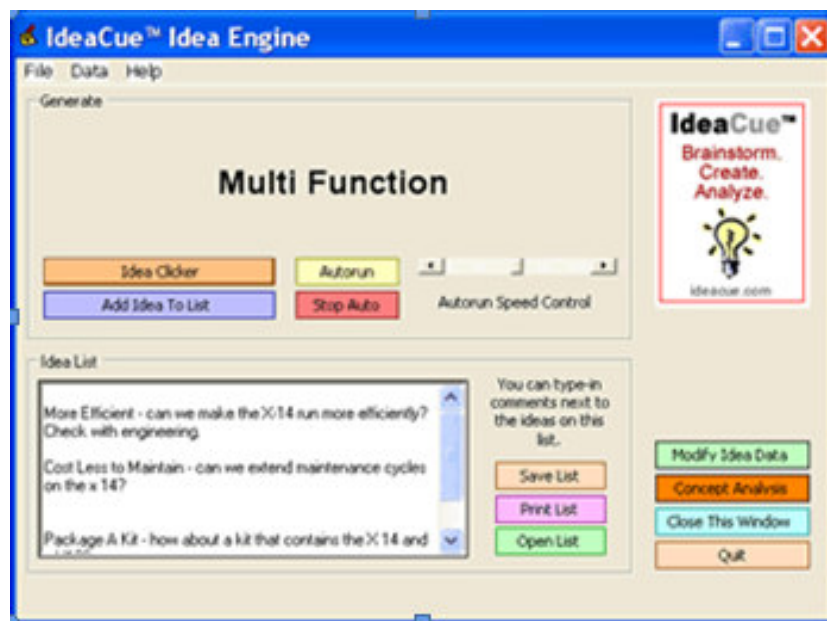 IdeaCue™ Idea Engine
File Data Help
Generate
Multi Function
Idea Clicker
Autorun
Add Idea To List
Stop Auto
Autorun Speed Control
IdeaCue™
Brainstorm.
Create.
Analyze.
ideacue.com
Idea List
More Efficient - can we make the X-14 run more efficiently?
Check with engineering.
Cost Less to Maintain - can we extend maintenance cycles
on the x 14?
Package A Kit - how about a kit that contains the X 14 and
You can type-in
comments next to
the ideas on this
list.
Save List
Print List
Open List
Modify Idea Data
Concept Analysis
Close This Window
Quit